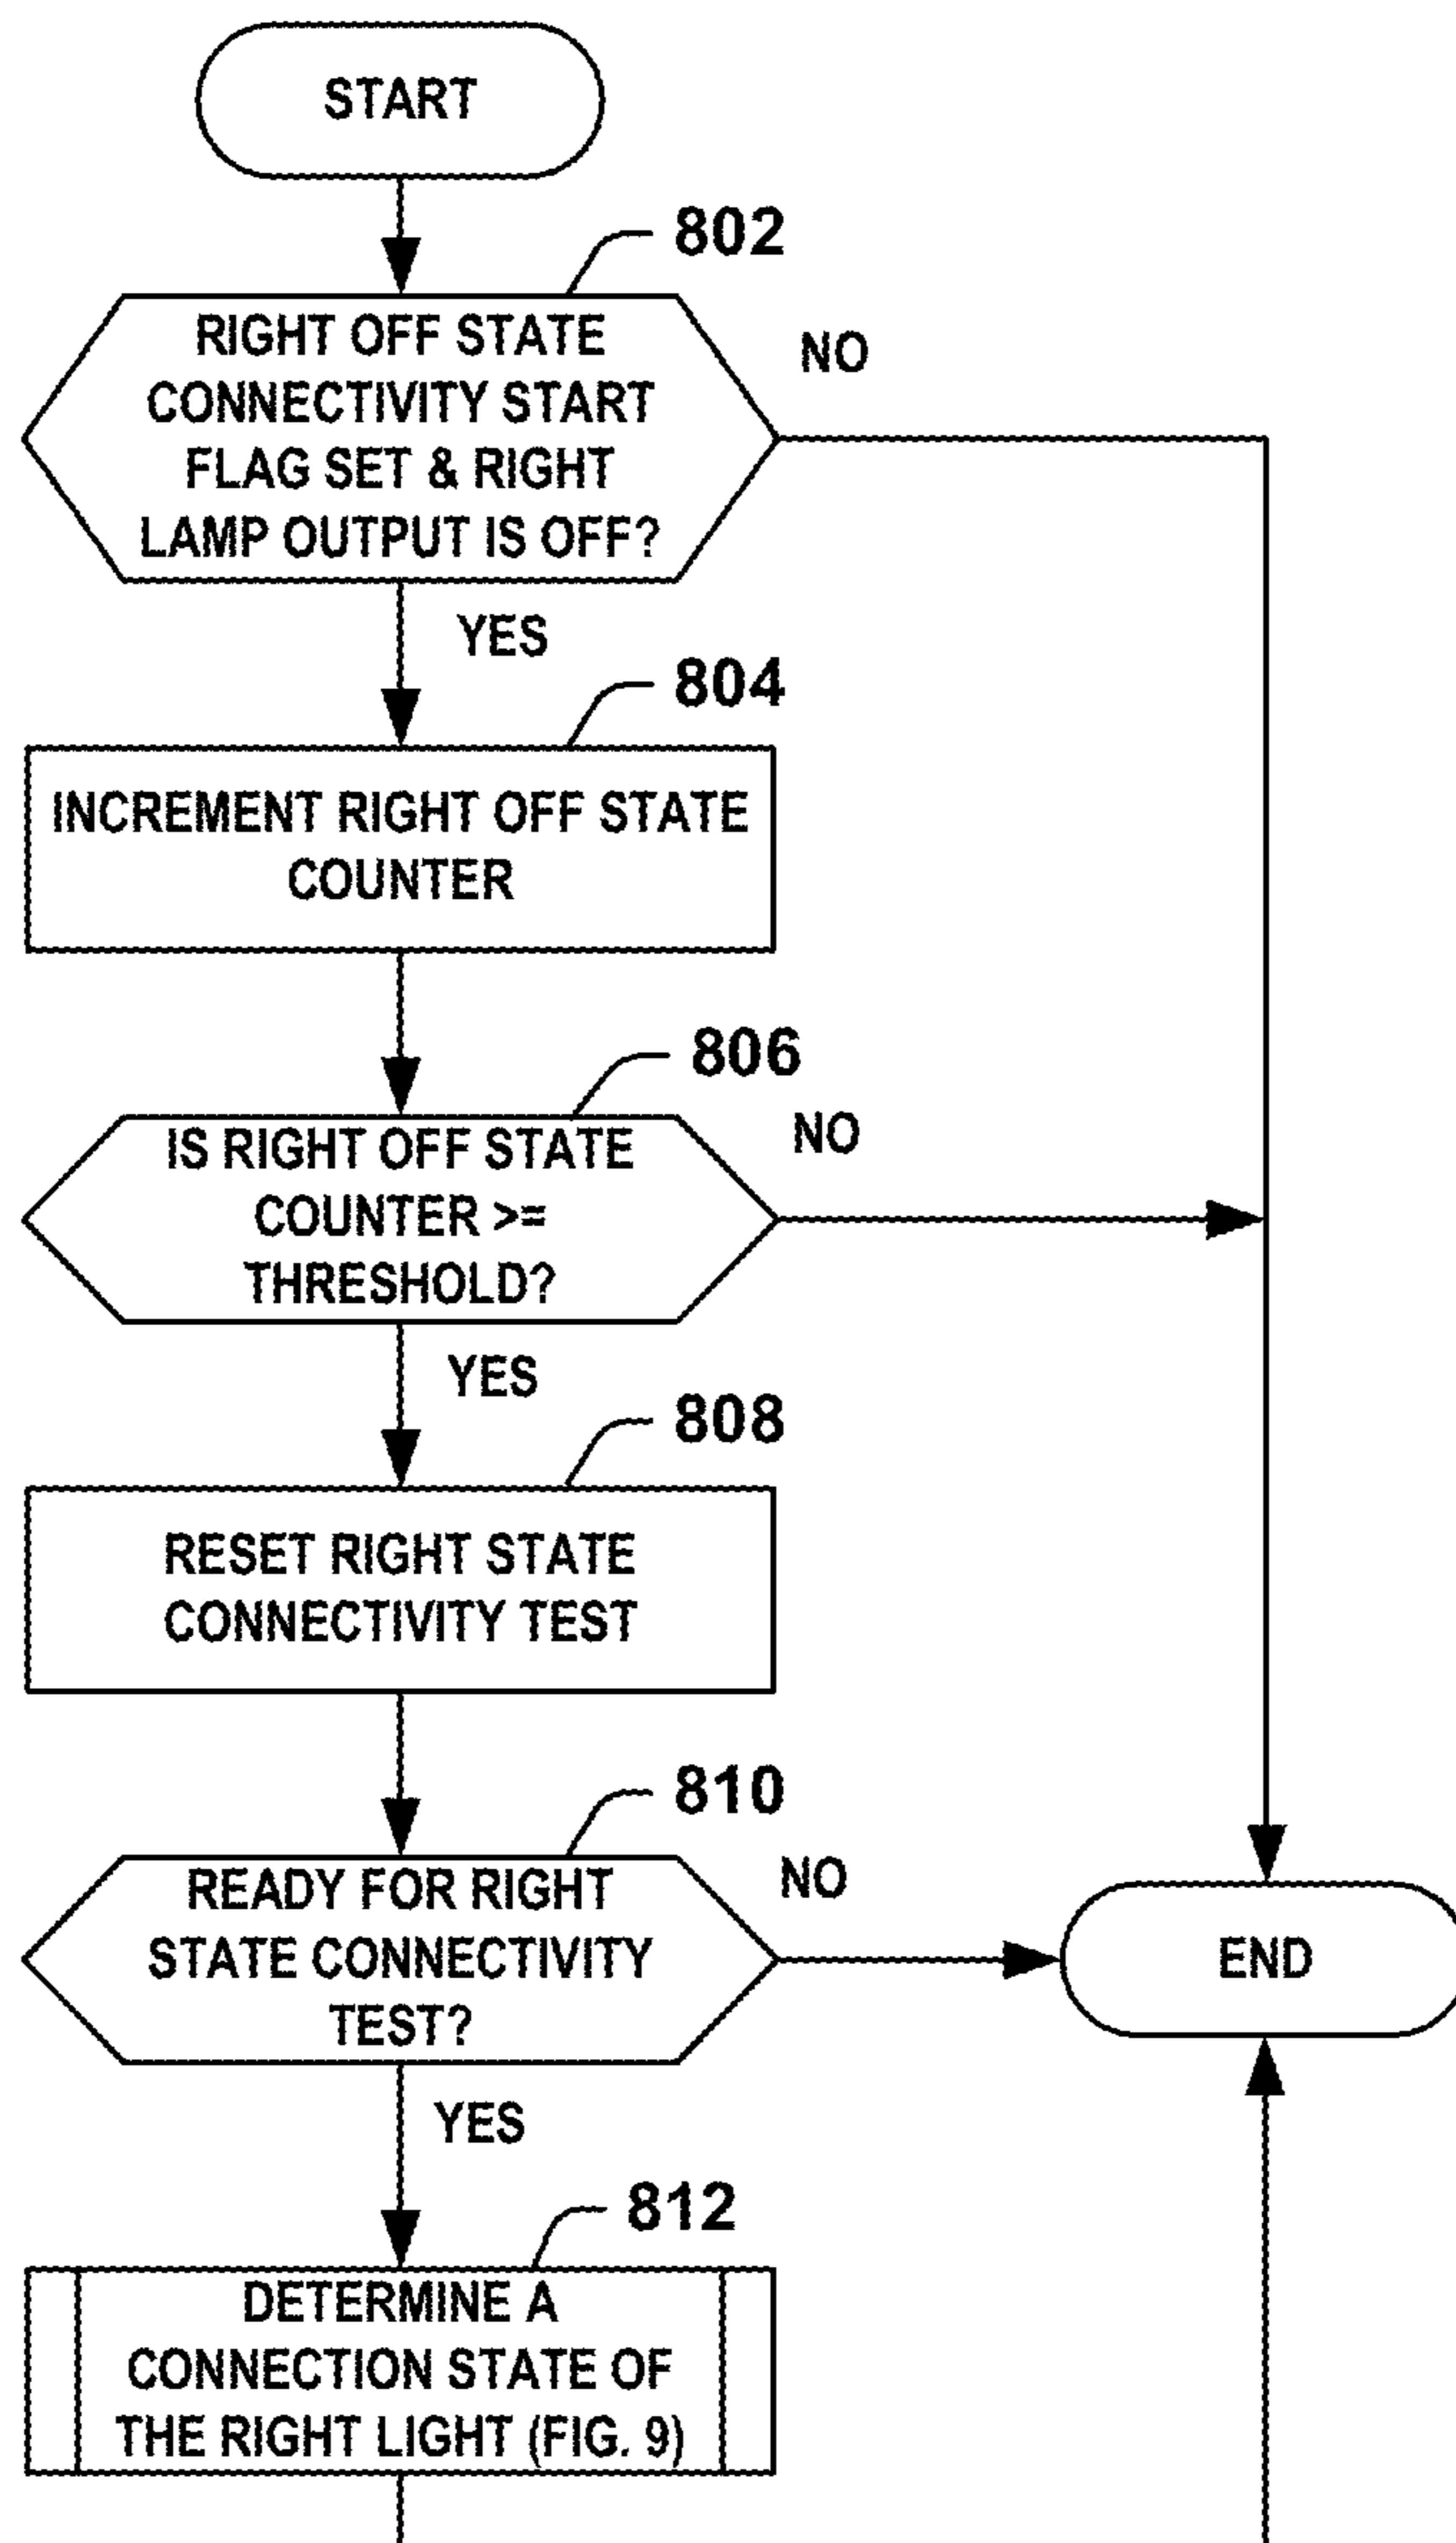 START
802
RIGHT OFF STATE
CONNECTIVITY START
FLAG SET & RIGHT
LAMP OUTPUT IS OFF?
NO
YES
804
INCREMENT RIGHT OFF STATE
COUNTER
806
IS RIGHT OFF STATE
COUNTER >=
THRESHOLD?
NO
YES
808
RESET RIGHT STATE
CONNECTIVITY TEST
810
READY FOR RIGHT
STATE CONNECTIVITY
TEST?
NO
END
YES
812
DETERMINE A
CONNECTION STATE OF
THE RIGHT LIGHT (FIG. 9)